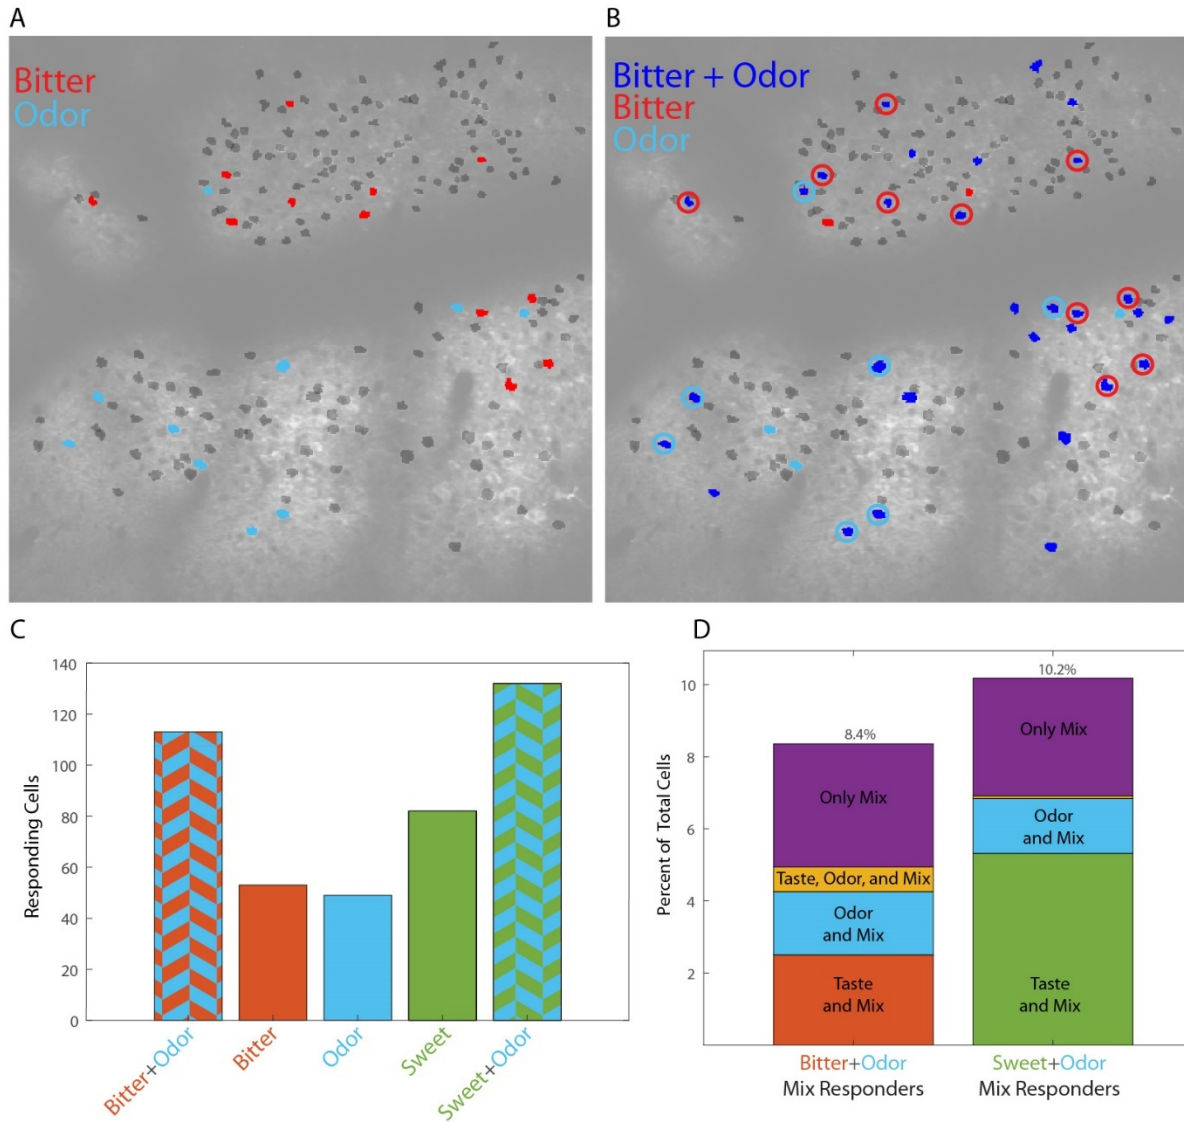 A
Bitter
Odor
B
Bitter + Odor
Bitter
Odor
C
140
120
100
80
60
40
20
0
Responding Cells
Bitter+Odor
Bitter
Odor
Sweet
Sweet+Odor
D
10
8
6
4
2
Percent of Total Cells
8.4%
Only Mix
Taste, Odor, and Mix
Odor
and Mix
Taste
and Mix
10.2%
Only Mix
Odor
and Mix
Taste
and Mix
Bitter+Odor
Mix Responders
Sweet+Odor
Mix Responders